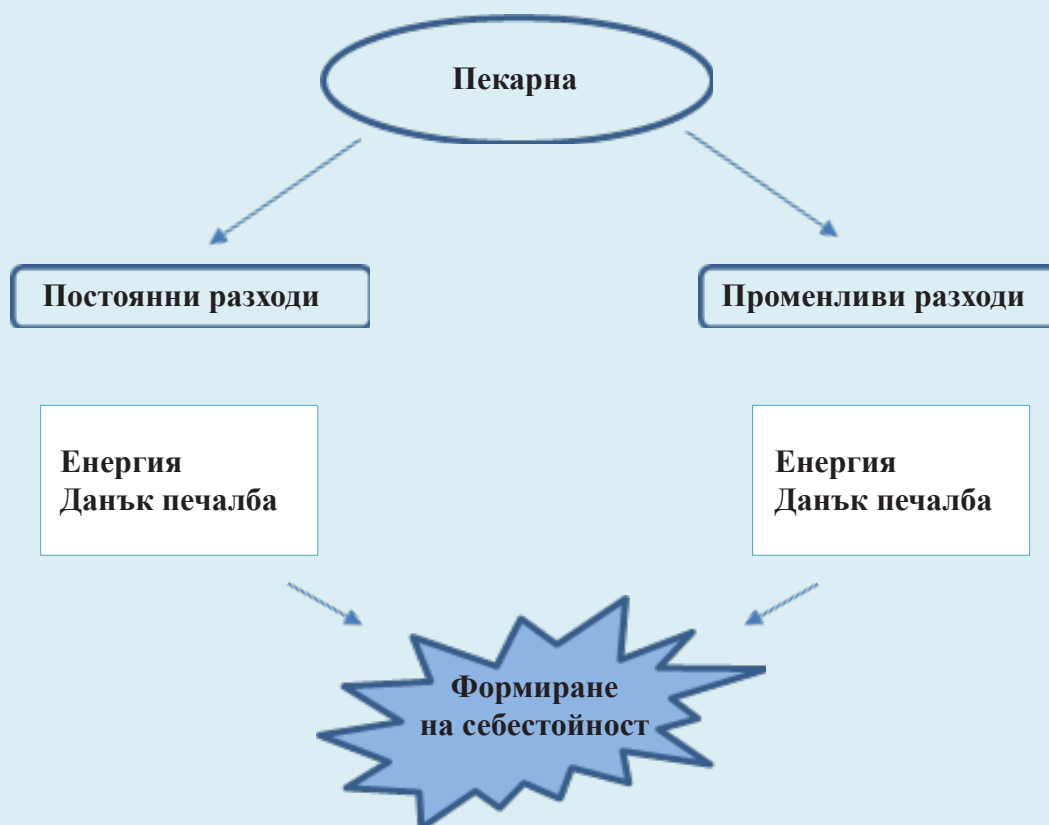 Пекарна
Постоянни разходи
Променливи разходи
Енергия
Данък печалба
Енергия
Данък печалба
Формиране
на себестойност